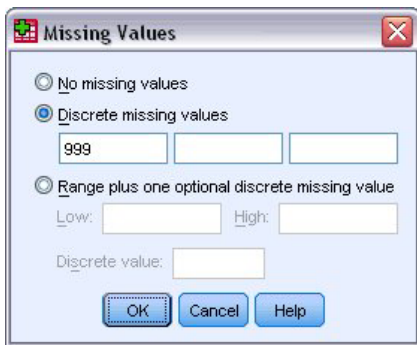 Missing Values
No missing values
Discrete missing values
999
Range plus one optional discrete missing value
Low: High:
Discrete value:
OK Cancel Help